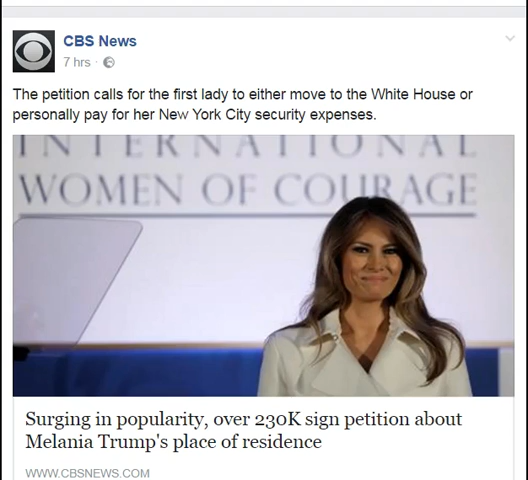 CBS News
7 hrs ·
The petition calls for the first lady to either move to the White House or
personally pay for her New York City security expenses.
INTERNATIONAL
WOMEN OF COURAGE
Surging in popularity, over 230K sign petition about
Melania Trump's place of residence
WWW.CBSNEWS.COM